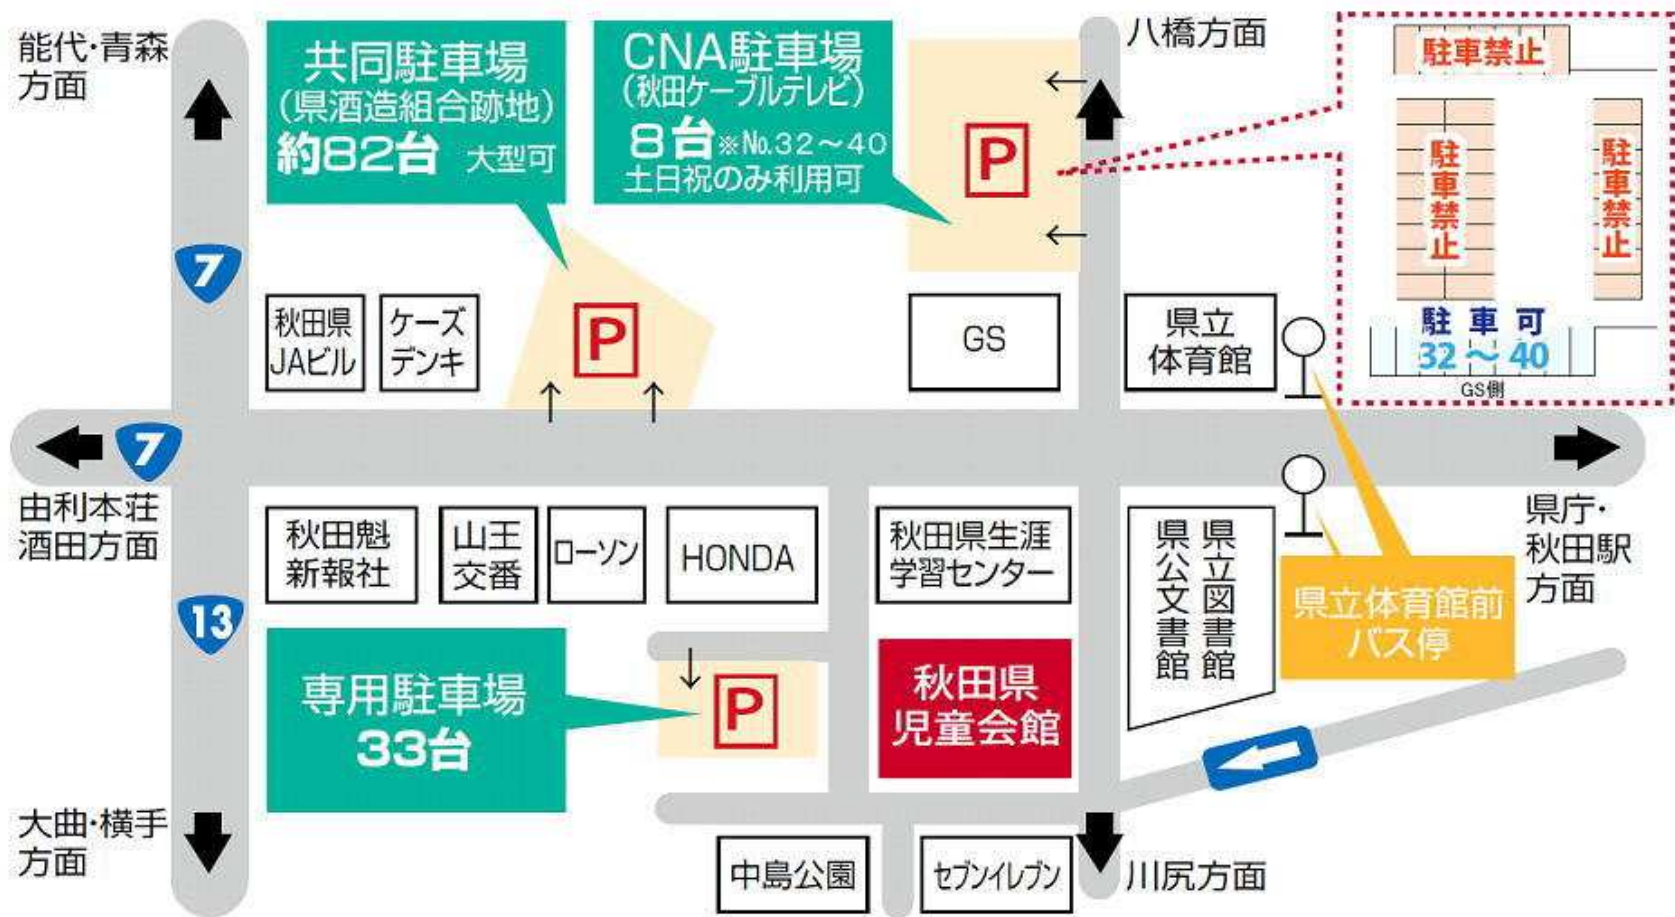 能代・青森
方面
共同駐車場
(県酒造組合跡地)
約82台 大型可
CNA駐車場
(秋田ケーブルテレビ)
8台※No.32〜40
土日祝のみ利用可
八橋方面
駐車禁止
駐車禁止
駐車禁止
駐車可
32〜40
GS側
P
7
秋田県
JAビル
ケーズ
デンキ
P
GS
県立
体育館
7
由利本荘
酒田方面
県庁・
秋田駅
方面
秋田魁
新報社
山王
交番
ローソン
HONDA
秋田県生涯
学習センター
県立図書館
県公文書館
県立体育館前
バス停
13
専用駐車場
33台
P
秋田県
児童会館
大曲・横手
方面
中島公園
セブンイレブン
川尻方面